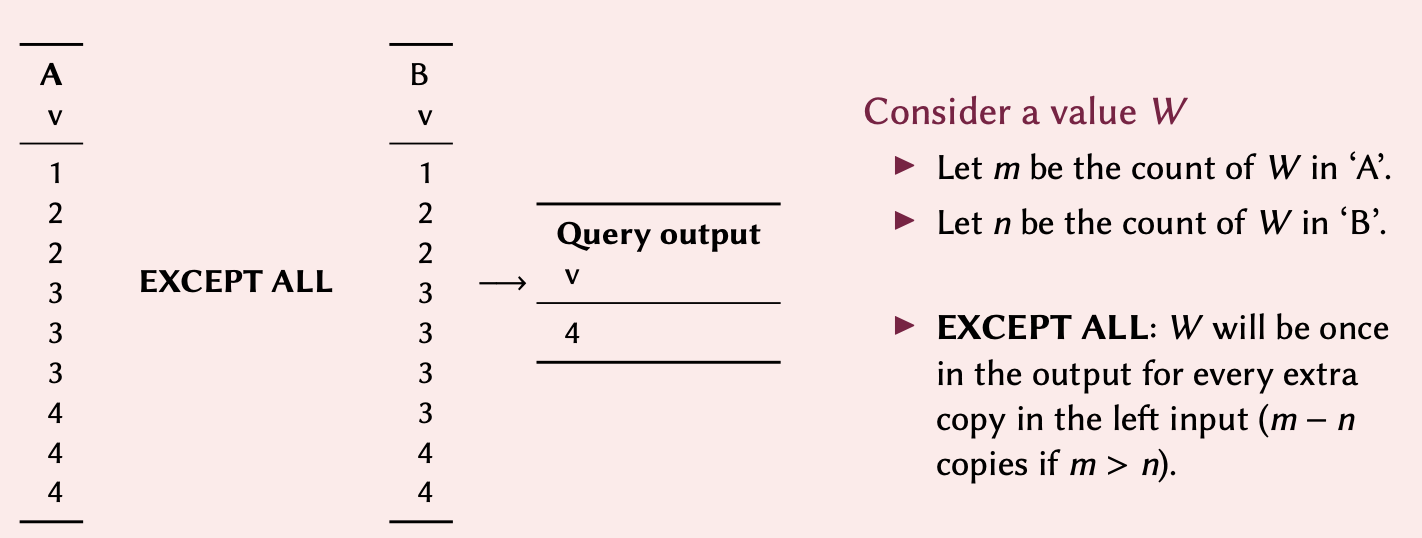 A
v
1
2
2
3
3
3
4
4
4
EXCEPT ALL
B
v
1
2
2
3
3
3
3
4
4
⟶
Query output
v
4
Consider a value W
▶ Let m be the count of W in ‘A’.
▶ Let n be the count of W in ‘B’.
▶ EXCEPT ALL: W will be once
in the output for every extra
copy in the left input (m − n
copies if m > n).